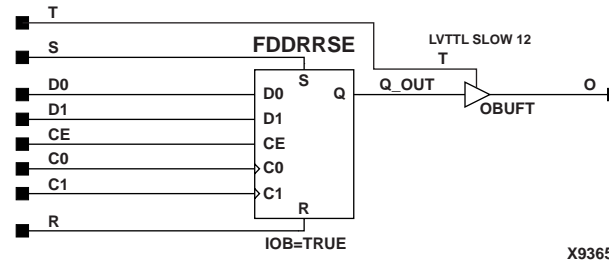 T
S
FDDRRSE
LVTTL SLOW 12
T
S
D0
D0
Q
Q_OUT
O
D1
D1
OBUFT
CE
CE
C0
C0
C1
C1
R
R
IOB=TRUE
X9365